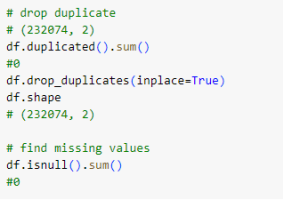 # drop duplicate
# (232074, 2)
df.duplicated().sum()
#0
df.drop_duplicates(inplace=True)
df.shape
# (232074, 2)
# find missing values
df.isnull().sum()
#0